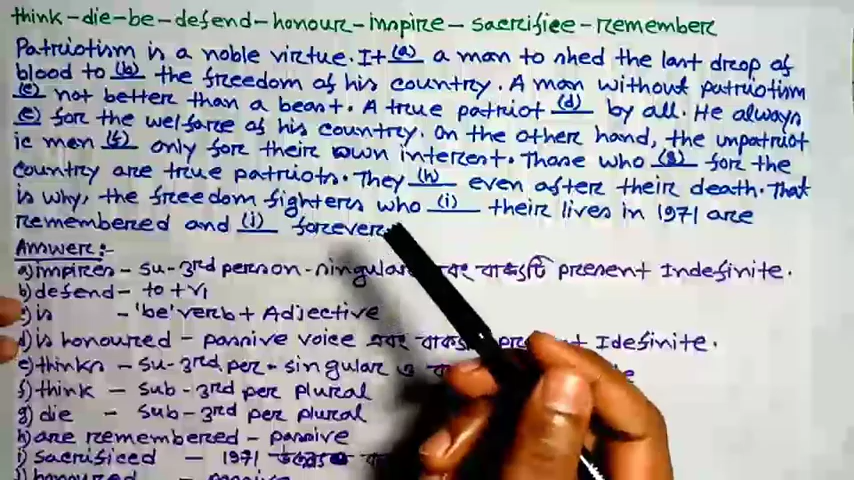 think-die-be-defend-honour-inspire-sacrifice-remember
Patriotism is a noble virtue. It (a) a man to shed the last drop of
blood to (b) the freedom of his country. A man without patriotism
(c) not better than a beast. A true patriot (d) by all. He always
(e) for the welfare of his country. On the other hand, the unpatriot
ic men (f) only for their own interest. Those who (g) for the
country are true patriots. They (h) even after their death. That
is why, the freedom fighters who (i) their lives in 1971 are
remembered and (j) forever.
Answer:-
a) inspires - su-3rd person-singular এবং বাক্যটি present Indefinite.
b) defend - to + v1
c) is - 'be' verb + Adjective
d) is honoured - passive voice এবং বাক্যটি Idefinite.
e) thinks - su-3rd per-singular ও
f) think - sub-3rd per plural
g) die - sub-3rd per plural
h) are remembered - passive
i) sacrificed - 1971
j) honoured - passive